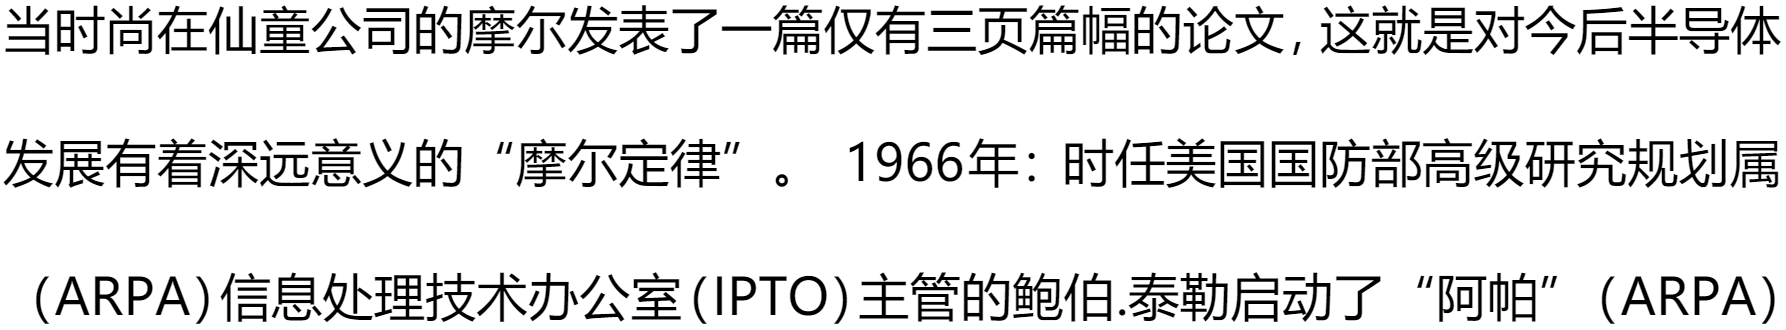 当时尚在仙童公司的摩尔发表了一篇仅有三页篇幅的论文, 这就是对今后半导体
发展有着深远意义的“摩尔定律”。 1966年：时任美国国防部高级研究规划属
（ARPA）信息处理技术办公室(IPTO)主管的鲍伯.泰勒启动了“阿帕”（ARPA）